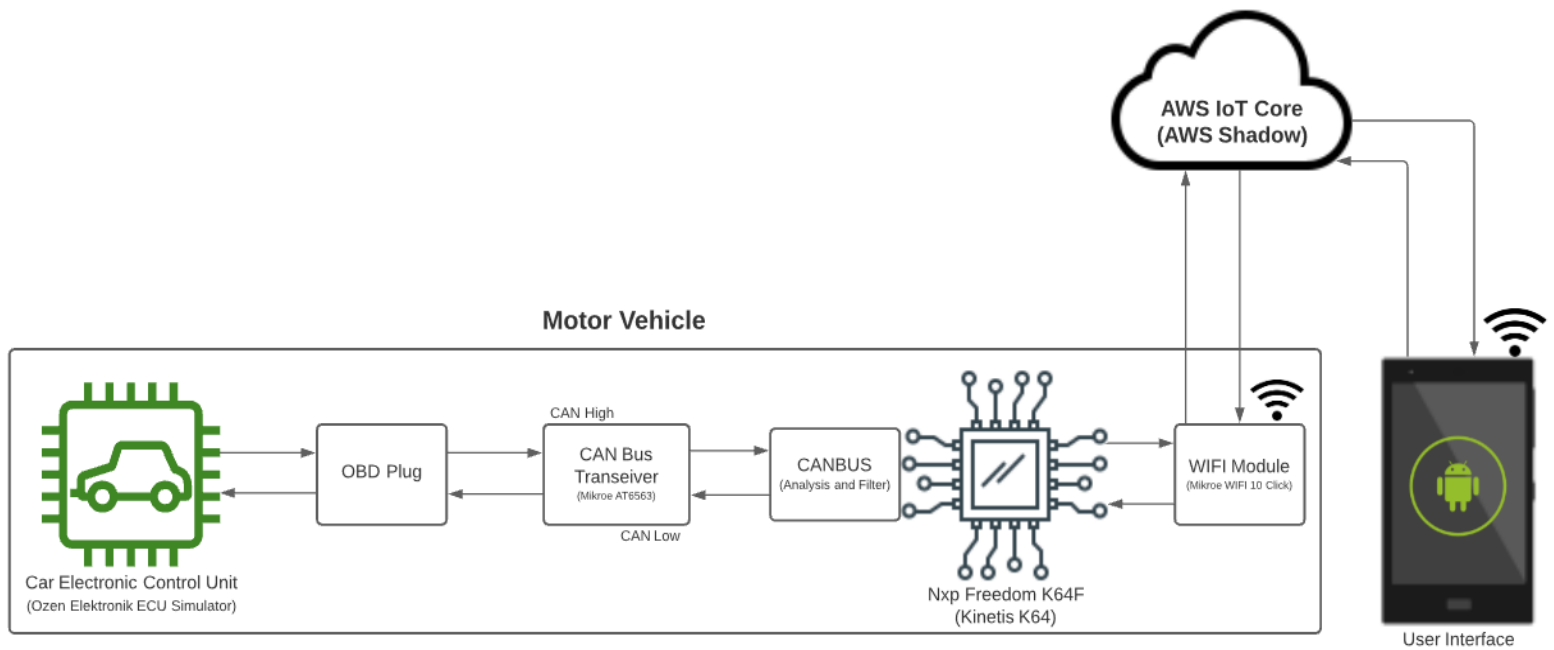 AWS IoT Core
(AWS Shadow)
Motor Vehicle
CAN High
OBD Plug
CAN Bus
Transeiver
(Mikroe AT6563)
CANBUS
(Analysis and Filter)
WIFI Module
(Mikroe WIFI 10 Click)
CAN Low
Car Electronic Control Unit
(Ozen Elektronik ECU Simulator)
Nxp Freedom K64F
(Kinetis K64)
User Interface